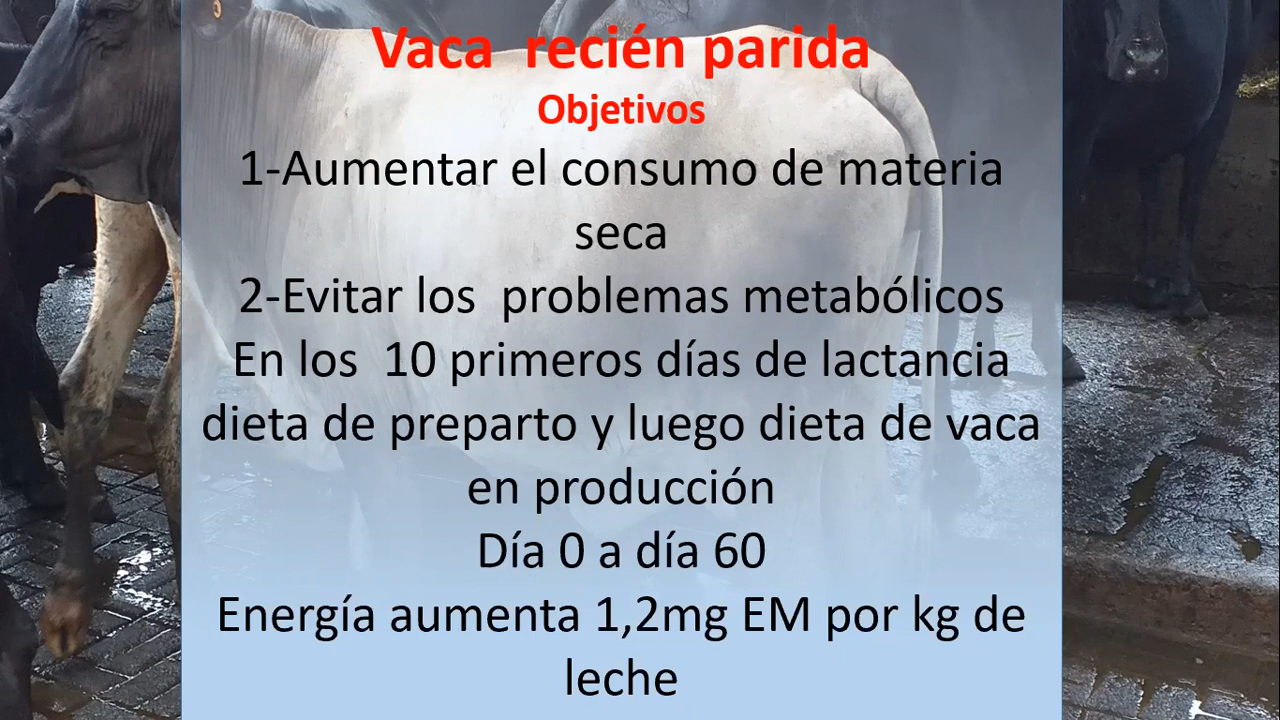 Vaca recién parida
Objetivos
1-Aumentar el consumo de materia
seca
2-Evitar los problemas metabólicos
En los 10 primeros días de lactancia
dieta de preparto y luego dieta de vaca
en producción
Día 0 a día 60
Energía aumenta 1,2mg EM por kg de
leche